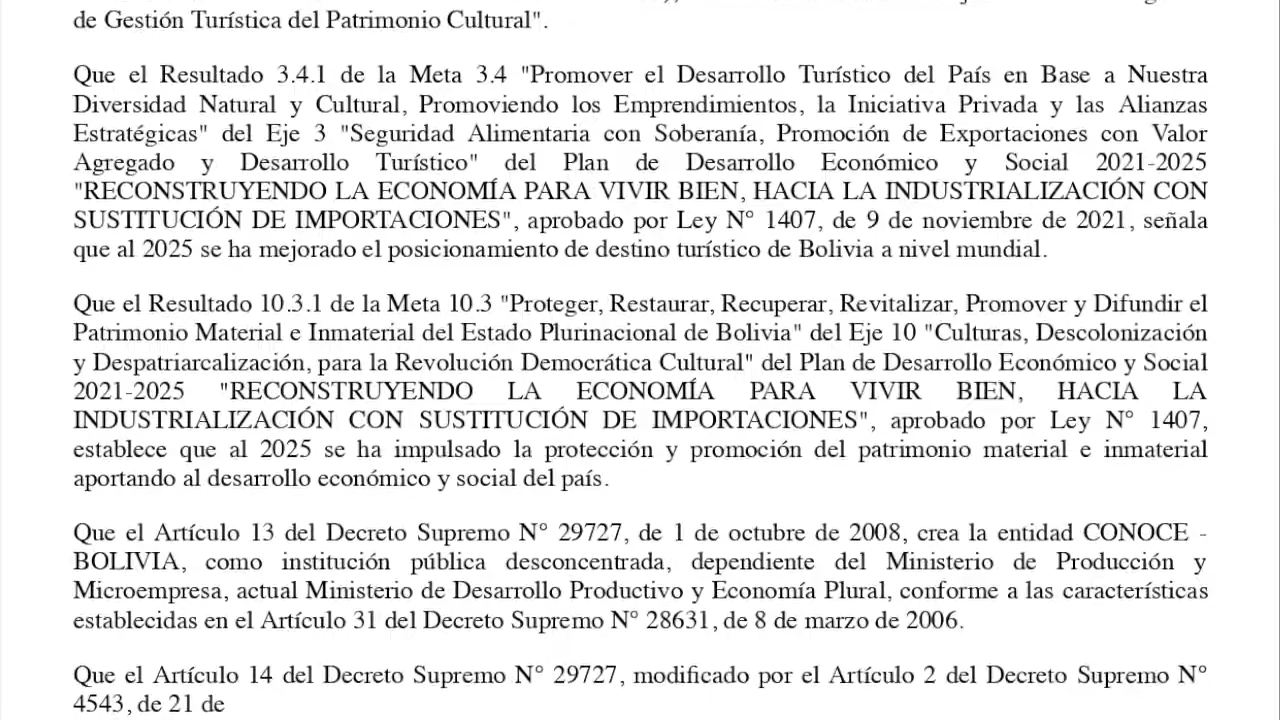 de Gestión Turística del Patrimonio Cultural".
Que el Resultado 3.4.1 de la Meta 3.4 "Promover el Desarrollo Turístico del País en Base a Nuestra
Diversidad Natural y Cultural, Promoviendo los Emprendimientos, la Iniciativa Privada y las Alianzas
Estratégicas" del Eje 3 "Seguridad Alimentaria con Soberanía, Promoción de Exportaciones con Valor
Agregado y Desarrollo Turístico" del Plan de Desarrollo Económico y Social 2021-2025
"RECONSTRUYENDO LA ECONOMÍA PARA VIVIR BIEN, HACIA LA INDUSTRIALIZACIÓN CON
SUSTITUCIÓN DE IMPORTACIONES", aprobado por Ley N° 1407, de 9 de noviembre de 2021, señala
que al 2025 se ha mejorado el posicionamiento de destino turístico de Bolivia a nivel mundial.
Que el Resultado 10.3.1 de la Meta 10.3 "Proteger, Restaurar, Recuperar, Revitalizar, Promover y Difundir el
Patrimonio Material e Inmaterial del Estado Plurinacional de Bolivia" del Eje 10 "Culturas, Descolonización
y Despatriarcalización, para la Revolución Democrática Cultural" del Plan de Desarrollo Económico y Social
2021-2025 "RECONSTRUYENDO LA ECONOMÍA PARA VIVIR BIEN, HACIA LA
INDUSTRIALIZACIÓN CON SUSTITUCIÓN DE IMPORTACIONES", aprobado por Ley N° 1407,
establece que al 2025 se ha impulsado la protección y promoción del patrimonio material e inmaterial
aportando al desarrollo económico y social del país.
Que el Artículo 13 del Decreto Supremo N° 29727, de 1 de octubre de 2008, crea la entidad CONOCE -
BOLIVIA, como institución pública desconcentrada, dependiente del Ministerio de Producción y
Microempresa, actual Ministerio de Desarrollo Productivo y Economía Plural, conforme a las características
establecidas en el Artículo 31 del Decreto Supremo N° 28631, de 8 de marzo de 2006.
Que el Artículo 14 del Decreto Supremo N° 29727, modificado por el Artículo 2 del Decreto Supremo N°
4543, de 21 de